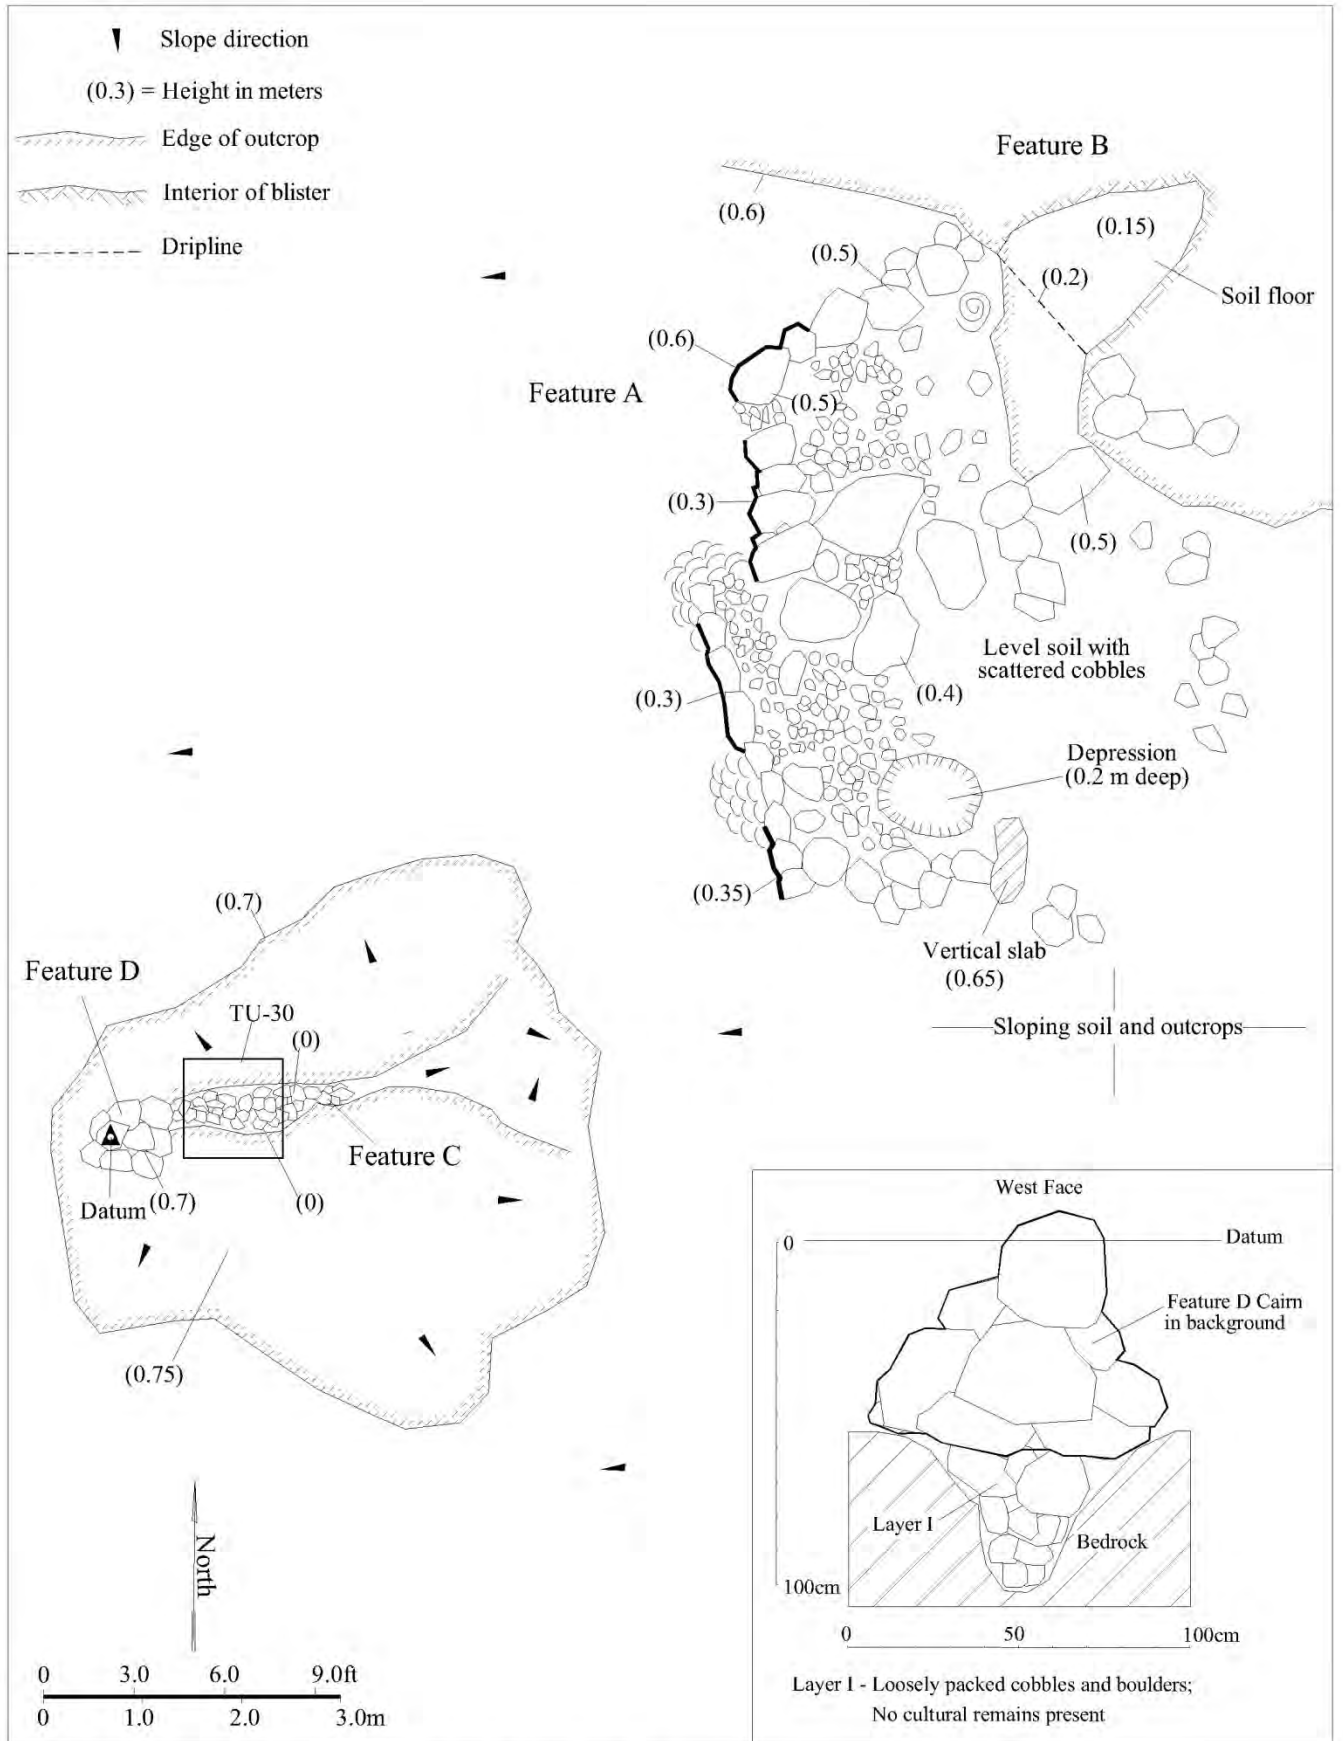 Slope direction
(0.3) = Height in meters
Edge of outcrop
Interior of blister
Dripline
Feature B
(0.6)
(0.15)
(0.5)
(0.2)
Soil floor
(0.6)
Feature A
(0.5)
(0.3)
(0.5)
Level soil with
scattered cobbles
(0.3)
(0.4)
Depression
(0.2 m deep)
(0.35)
(0.7)
Vertical slab
(0.65)
Feature D
TU-30
(0)
Sloping soil and outcrops
Feature C
Datum
(0.7)
(0)
(0.75)
North
0 3.0 6.0 9.0ft
0 1.0 2.0 3.0m
West Face
0
Datum
Feature D Cairn
in background
Layer I
Bedrock
100cm
0 50 100cm
Layer I - Loosely packed cobbles and boulders;
No cultural remains present